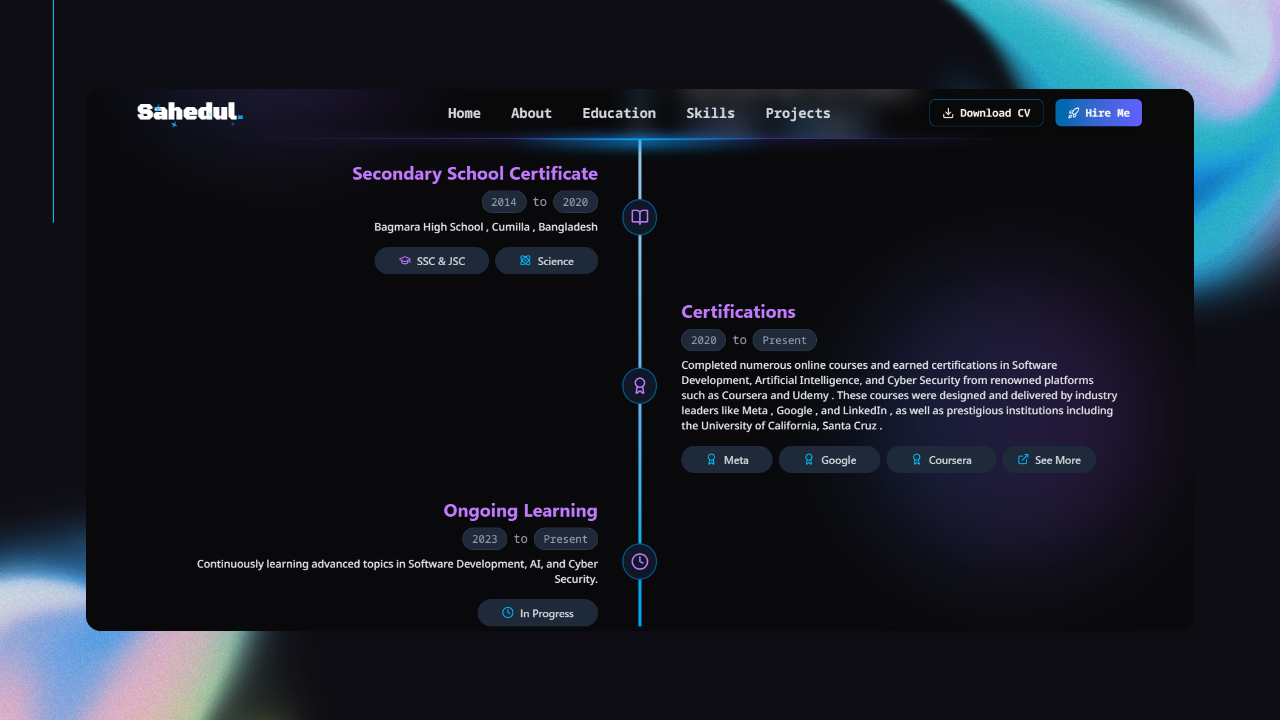 Sahedul.
Home About Education Skills Projects
Download CV
Hire Me
Secondary School Certificate
2014 to 2020
Bagmara High School , Cumilla , Bangladesh
SSC & JSC
Science
Certifications
2020 to Present
Completed numerous online courses and earned certifications in Software
Development, Artificial Intelligence, and Cyber Security from renowned platforms
such as Coursera and Udemy . These courses were designed and delivered by industry
leaders like Meta , Google , and LinkedIn , as well as prestigious institutions including
the University of California, Santa Cruz .
Meta
Google
Coursera
See More
Ongoing Learning
2023 to Present
Continuously learning advanced topics in Software Development, AI, and Cyber
Security.
In Progress